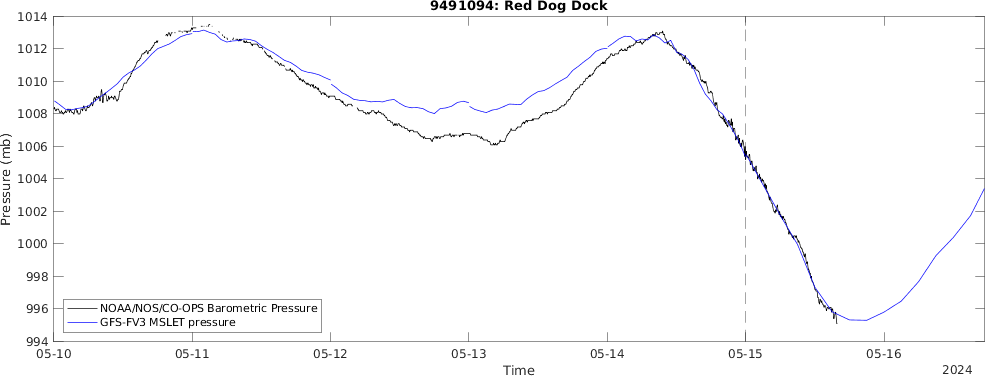 9491094: Red Dog Dock
1014
1012
1010
1008
1006
1004
1002
1000
998
996
994
Pressure (mb)
NOAA/NOS/CO-OPS Barometric Pressure
GFS-FV3 MSLET pressure
05-10 05-11 05-12 05-13 05-14 05-15 05-16
Time
2024